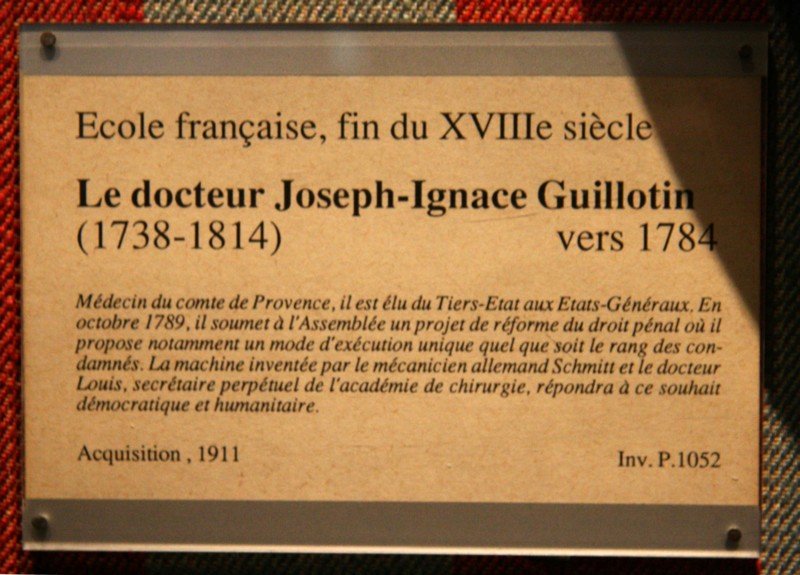 Ecole française, fin du XVIIIe siècle
Le docteur Joseph-Ignace Guillotin
(1738-1814) vers 1784
Médecin du comte de Provence, il est élu du Tiers-Etat aux Etats-Généraux. En
octobre 1789, il soumet à l'Assemblée un projet de réforme du droit pénal où il
propose notamment un mode d'exécution unique quel que soit le rang des con-
damnés. La machine inventée par le mécanicien allemand Schmitt et le docteur
Louis, secrétaire perpétuel de l'académie de chirurgie, répondra à ce souhait
démocratique et humanitaire.
Acquisition , 1911 Inv. P.1052